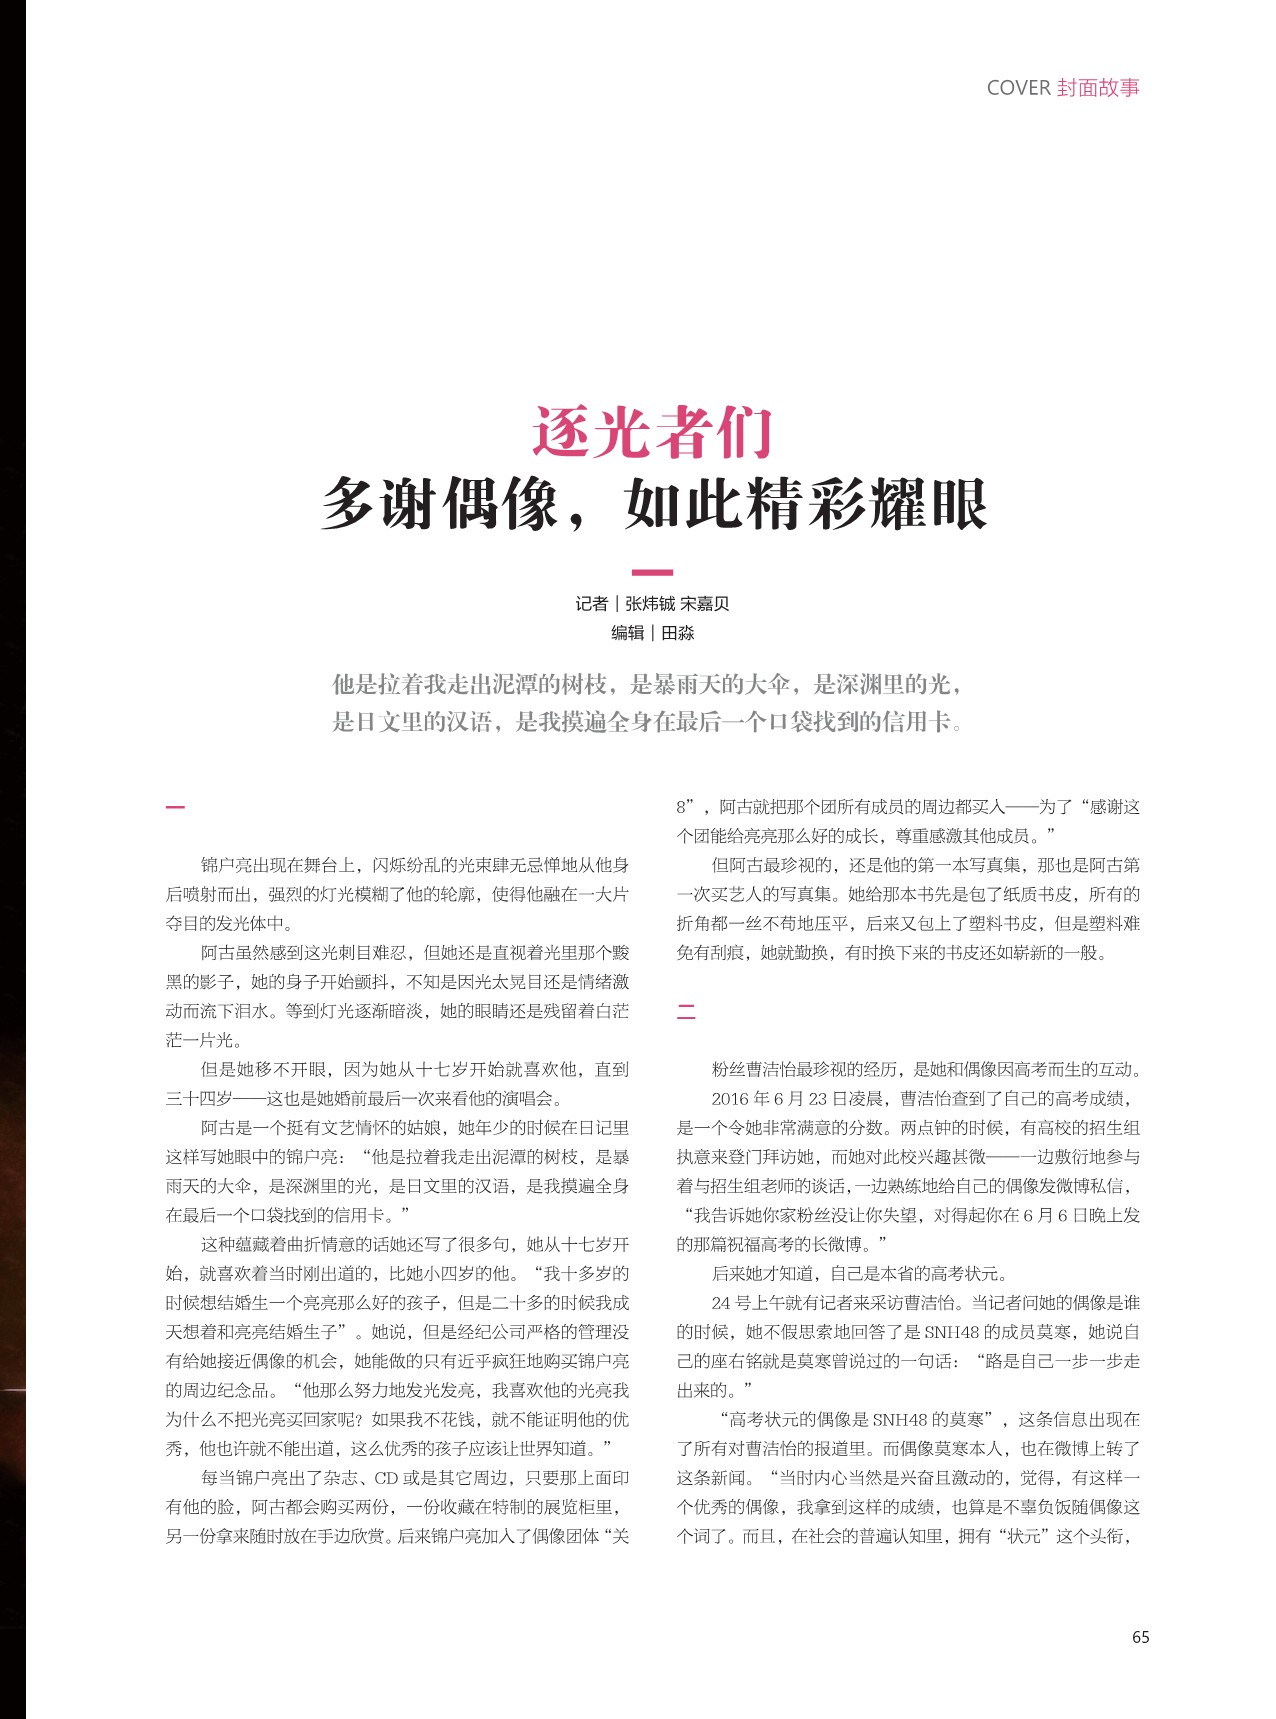 COVER 封面故事
逐光者们
多谢偶像，如此精彩耀眼
记者｜张炜铖 宋嘉贝
编辑｜田淼
他是拉着我走出泥潭的树枝，是暴雨天的大伞，是深渊里的光，
是日文里的汉语，是我摸遍全身在最后一个口袋找到的信用卡。
一
锦户亮出现在舞台上，闪烁纷乱的光束肆无忌惮地从他身
后喷射而出，强烈的灯光模糊了他的轮廓，使得他融在一大片
夺目的发光体中。
阿古虽然感到这光刺目难忍，但她还是直视着光里那个黢
黑的影子，她的身子开始颤抖，不知是因光太晃目还是情绪激
动而流下泪水。等到灯光逐渐暗淡，她的眼睛还是残留着白茫
茫一片光。
但是她移不开眼，因为她从十七岁开始就喜欢他，直到
三十四岁——这也是她婚前最后一次来看他的演唱会。
阿古是一个挺有文艺情怀的姑娘，她年少的时候在日记里
这样写她眼中的锦户亮：“他是拉着我走出泥潭的树枝，是暴
雨天的大伞，是深渊里的光，是日文里的汉语，是我摸遍全身
在最后一个口袋找到的信用卡。”
这种蕴藏着曲折情意的话她还写了很多句，她从十七岁开
始，就喜欢着当时刚出道的，比她小四岁的他。“我十多岁的
时候想结婚生一个亮亮那么好的孩子，但是二十多的时候我成
天想着和亮亮结婚生子”。她说，但是经纪公司严格的管理没
有给她接近偶像的机会，她能做的只有近乎疯狂地购买锦户亮
的周边纪念品。“他那么努力地发光发亮，我喜欢他的光亮我
为什么不把光亮买回家呢？如果我不花钱，就不能证明他的优
秀，他也许就不能出道，这么优秀的孩子应该让世界知道。”
每当锦户亮出了杂志、CD 或是其它周边，只要那上面印
有他的脸，阿古都会购买两份，一份收藏在特制的展览柜里，
另一份拿来随时放在手边欣赏。后来锦户亮加入了偶像团体“关
8”，阿古就把那个团所有成员的周边都买入——为了“感谢这
个团能给亮亮那么好的成长，尊重感激其他成员。”
但阿古最珍视的，还是他的第一本写真集，那也是阿古第
一次买艺人的写真集。她给那本书先是包了纸质书皮，所有的
折角都一丝不苟地压平，后来又包上了塑料书皮，但是塑料难
免有刮痕，她就勤换，有时换下来的书皮还如崭新的一般。
二
粉丝曹洁怡最珍视的经历，是她和偶像因高考而生的互动。
2016 年 6 月 23 日凌晨，曹洁怡查到了自己的高考成绩，
是一个令她非常满意的分数。两点钟的时候，有高校的招生组
执意来登门拜访她，而她对此校兴趣甚微——一边敷衍地参与
着与招生组老师的谈话，一边熟练地给自己的偶像发微博私信，
“我告诉她你家粉丝没让你失望，对得起你在 6 月 6 日晚上发
的那篇祝福高考的长微博。”
后来她才知道，自己是本省的高考状元。
24 号上午就有记者来采访曹洁怡。当记者问她的偶像是谁
的时候，她不假思索地回答了是 SNH48 的成员莫寒，她说自
己的座右铭就是莫寒曾说过的一句话：“路是自己一步一步走
出来的。”
“高考状元的偶像是 SNH48 的莫寒”，这条信息出现在
了所有对曹洁怡的报道里。而偶像莫寒本人，也在微博上转了
这条新闻。“当时内心当然是兴奋且激动的，觉得，有这样一
个优秀的偶像，我拿到这样的成绩，也算是不辜负饭随偶像这
个词了。而且，在社会的普遍认知里，拥有“状元”这个头衔，
65